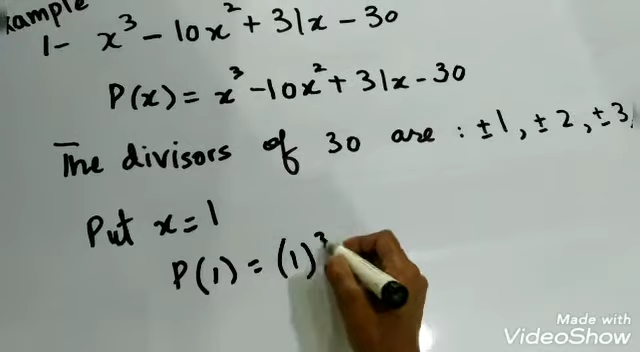 xample
1- x³ - 10x² + 31x - 30
P(x) = x³ - 10x² + 31x - 30
The divisors of 30 are : ±1, ±2, ±3,
Put x = 1
P(1) = (1)³
Made with
VideoShow